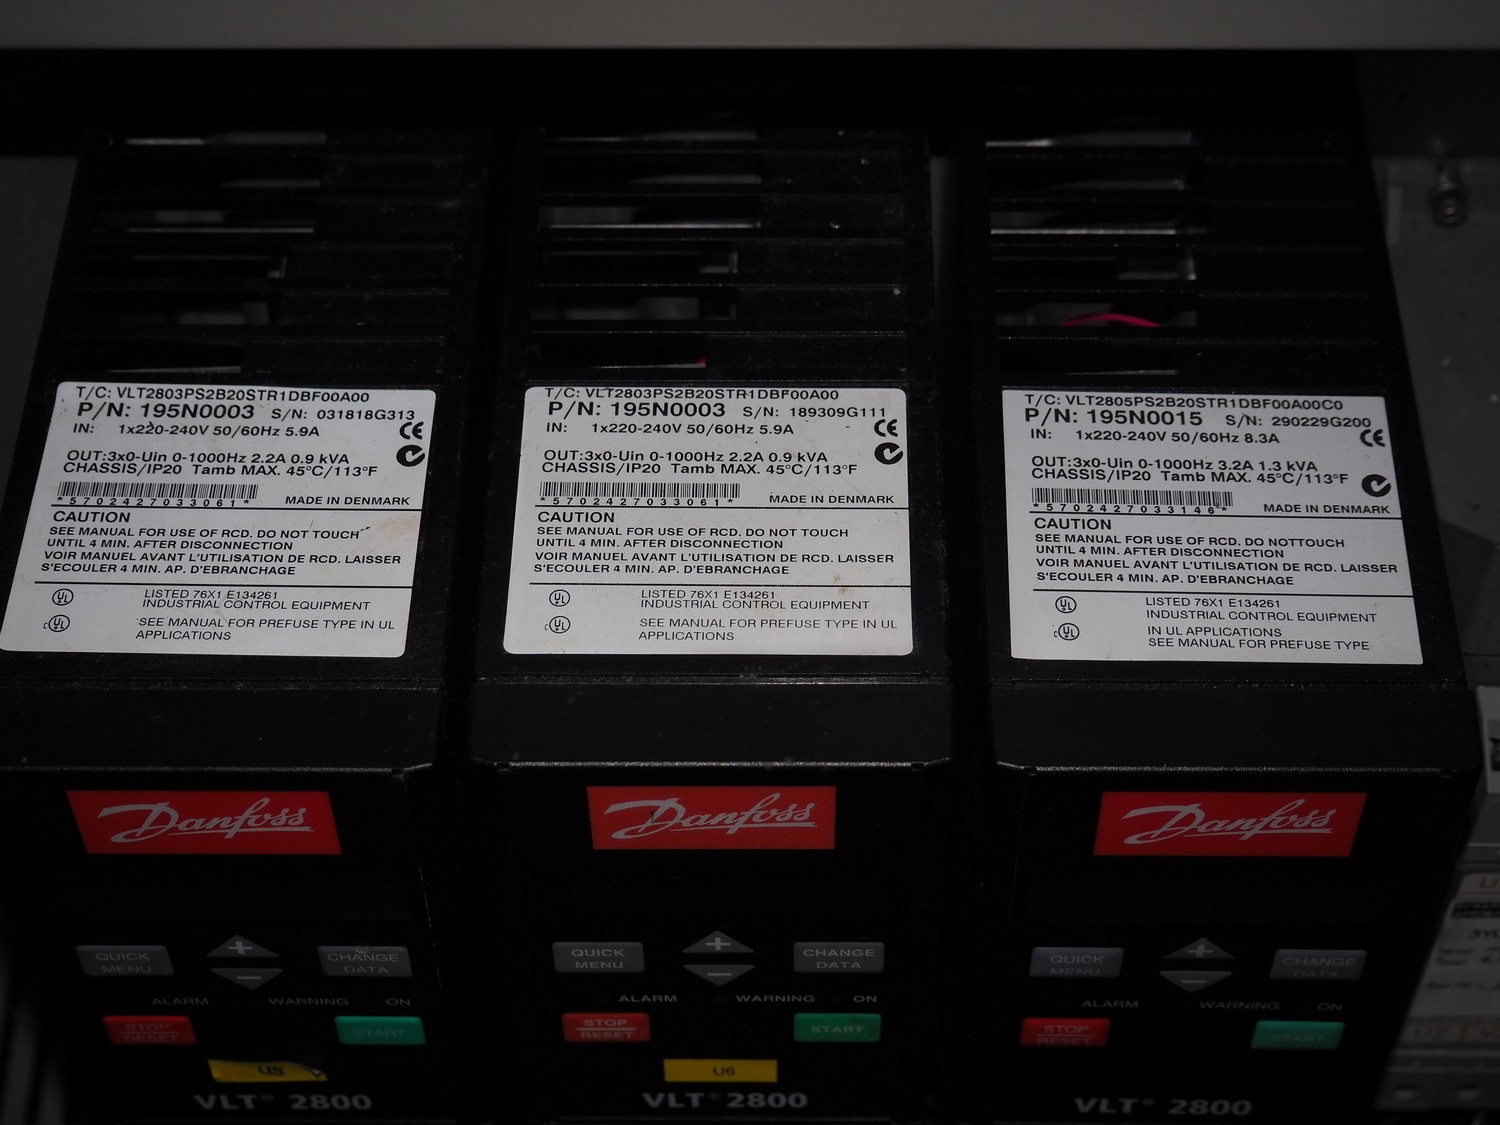 T/C: VLT2803PS2B20STR1DBF00A00
P/N: 195N0003 S/N: 031818G313
IN: 1x220-240V 50/60Hz 5.9A
CE
OUT:3x0-Uin 0-1000Hz 2.2A 0.9 kVA
CHASSIS/IP20 Tamb MAX. 45°C/113°F
*5702427033061*
MADE IN DENMARK
CAUTION
SEE MANUAL FOR USE OF RCD. DO NOT TOUCH
UNTIL 4 MIN. AFTER DISCONNECTION
VOIR MANUEL AVANT L'UTILISATION DE RCD. LAISSER
S'ECOULER 4 MIN. AP. D'EBRANCHAGE
UL
LISTED 76X1 E134261
INDUSTRIAL CONTROL EQUIPMENT
c UL
SEE MANUAL FOR PREFUSE TYPE IN UL
APPLICATIONS
Danfoss
QUICK
MENU
+
-
CHANGE
DATA
ALARM WARNING ON
STOP
RESET
START
U5
VLT® 2800
T/C: VLT2803PS2B20STR1DBF00A00
P/N: 195N0003 S/N: 189309G111
IN: 1x220-240V 50/60Hz 5.9A
CE
OUT:3x0-Uin 0-1000Hz 2.2A 0.9 kVA
CHASSIS/IP20 Tamb MAX. 45°C/113°F
*5702427033061*
MADE IN DENMARK
CAUTION
SEE MANUAL FOR USE OF RCD. DO NOT TOUCH
UNTIL 4 MIN. AFTER DISCONNECTION
VOIR MANUEL AVANT L'UTILISATION DE RCD. LAISSER
S'ECOULER 4 MIN. AP. D'EBRANCHAGE
UL
LISTED 76X1 E134261
INDUSTRIAL CONTROL EQUIPMENT
c UL
SEE MANUAL FOR PREFUSE TYPE IN UL
APPLICATIONS
Danfoss
QUICK
MENU
+
-
CHANGE
DATA
ALARM WARNING ON
STOP
RESET
START
U6
VLT® 2800
T/C: VLT2805PS2B20STR1DBF00A00C0
P/N: 195N0015 S/N: 290229G200
IN: 1x220-240V 50/60Hz 8.3A
CE
OUT:3x0-Uin 0-1000Hz 3.2A 1.3 kVA
CHASSIS/IP20 Tamb MAX. 45°C/113°F
*5702427033146*
MADE IN DENMARK
CAUTION
SEE MANUAL FOR USE OF RCD. DO NOTTOUCH
UNTIL 4 MIN. AFTER DISCONNECTION
VOIR MANUEL AVANT L'UTILISATION DE RCD. LAISSER
S'ECOULER 4 MIN. AP. D'EBRANCHAGE
UL
LISTED 76X1 E134261
INDUSTRIAL CONTROL EQUIPMENT
c UL
IN UL APPLICATIONS
SEE MANUAL FOR PREFUSE TYPE
Danfoss
QUICK
MENU
+
-
CHANGE
DATA
ALARM WARNING ON
STOP
RESET
START
VLT® 2800